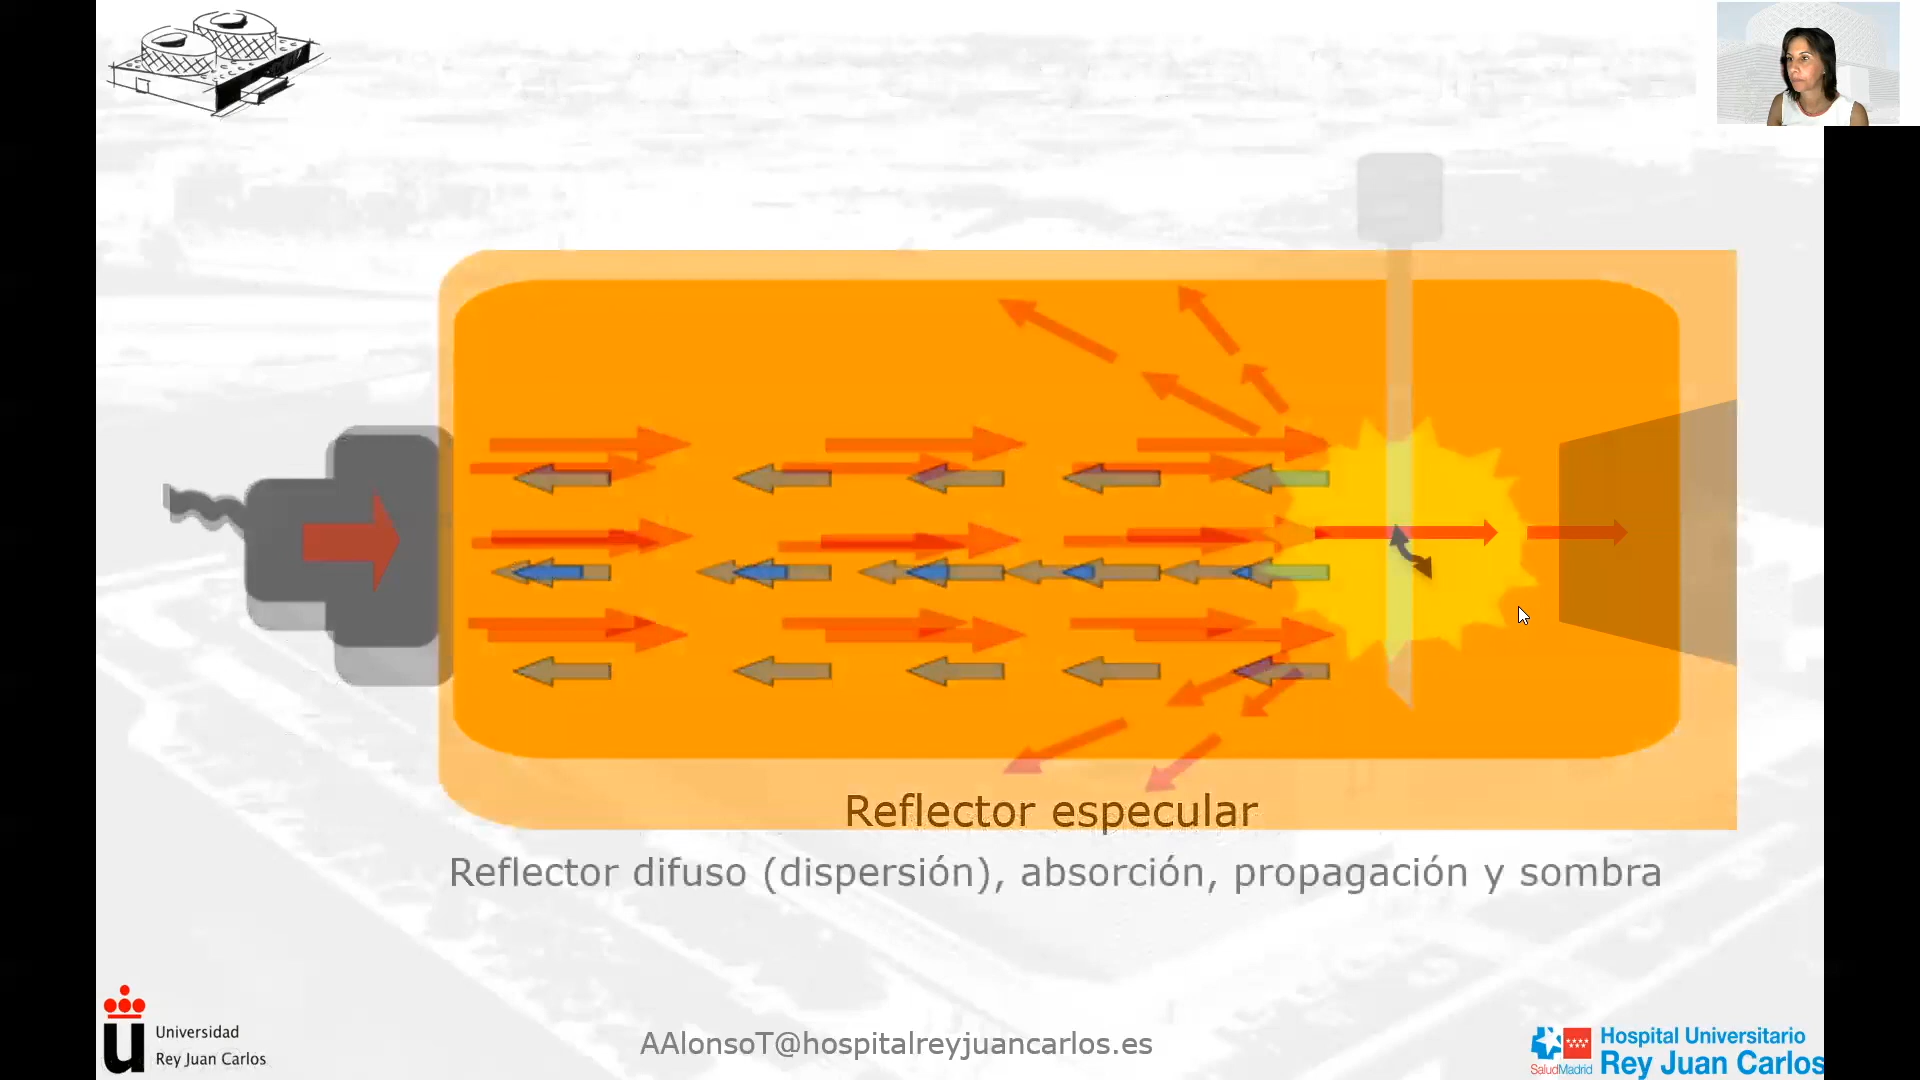 Reflector especular
Reflector difuso (dispersión), absorción, propagación y sombra
Universidad
Rey Juan Carlos
AAlonsoT@hospitalreyjuancarlos.es
SaludMadrid
Hospital Universitario
Rey Juan Carlos